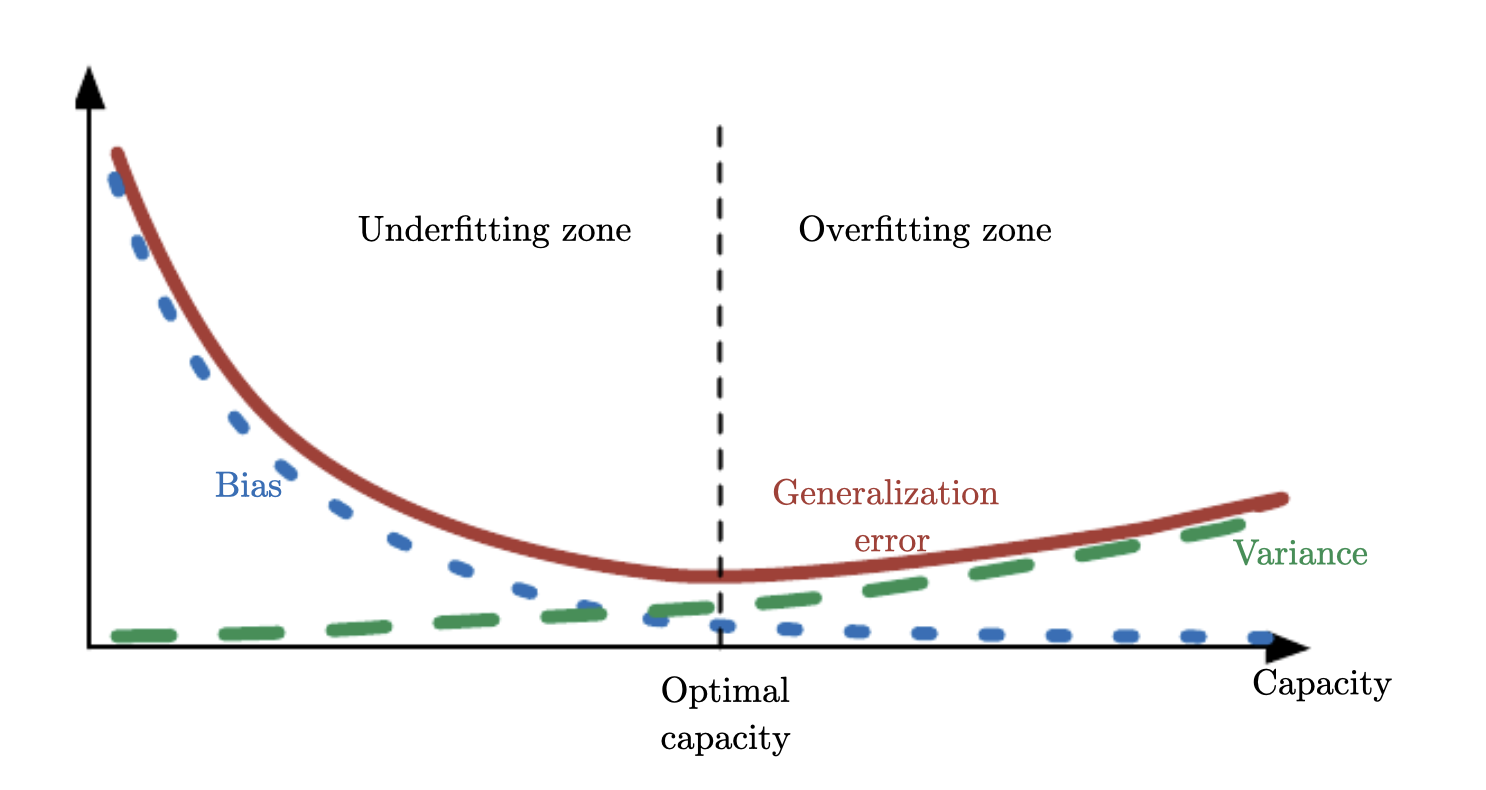 Underfitting zone
Overfitting zone
Bias
Generalization
error
Variance
Optimal
capacity
Capacity